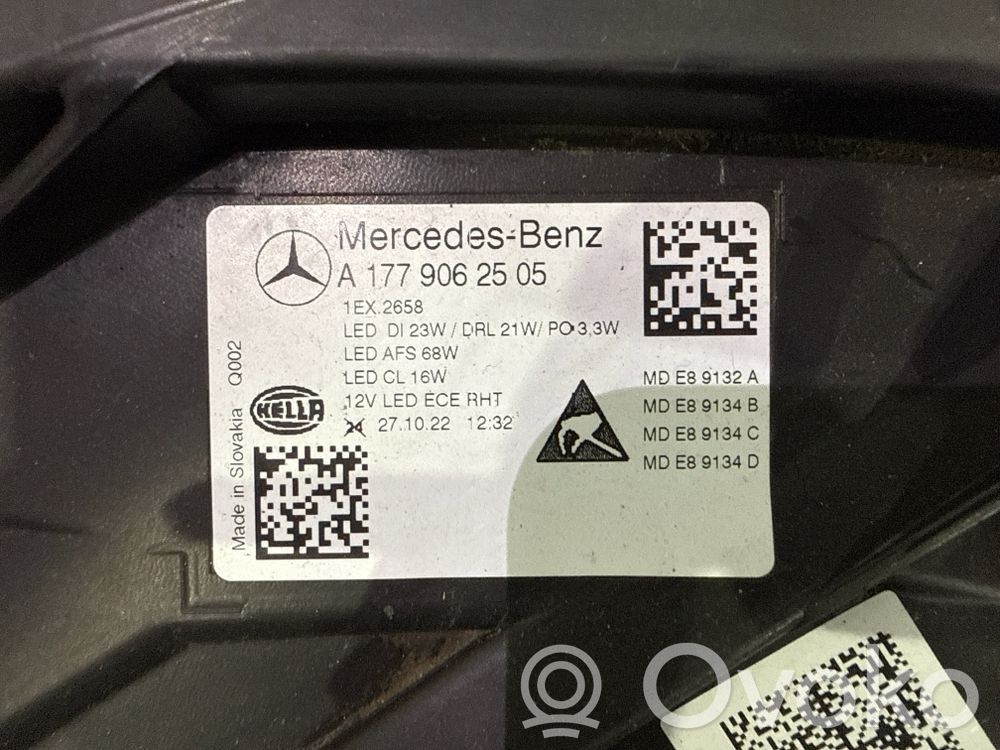 Mercedes-Benz
A 177 906 25 05
1EX.2658
LED DI 23W / DRL 21W/ PO 3,3W
LED AFS 68W
LED CL 16W
12V LED ECE RHT
24 27.10.22 12:32
HELLA
Made in Slovakia Q002
MD E8 9132 A
MD E8 9134 B
MD E8 9134 C
MD E8 9134 D
Ovoko